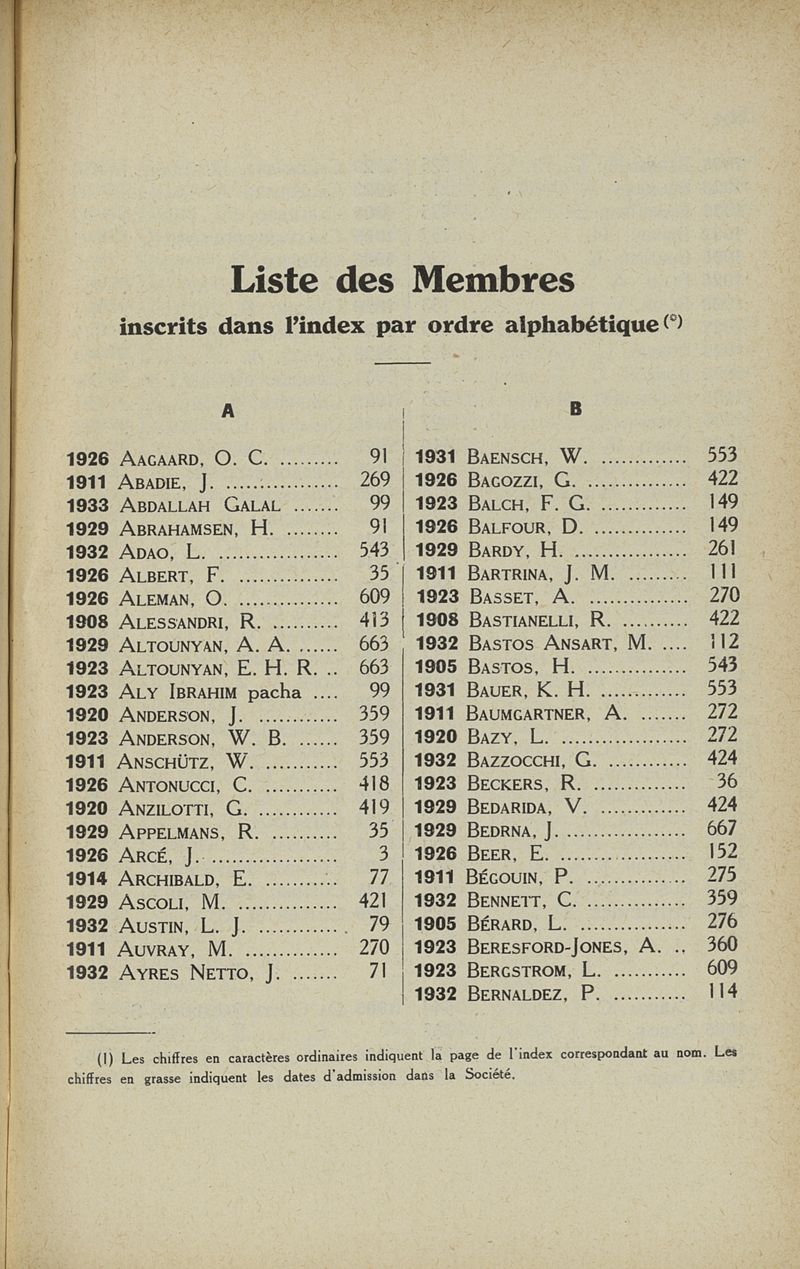 Liste des Membres
inscrits dans l'index par ordre alphabétique (°)
A
1926 AAGAARD, O. C. .......... 91
1911 ABADIE, J. ................. 269
1933 ABDALLAH GALAL ....... 99
1929 ABRAHAMSEN, H. ......... 91
1932 ADAO, L. .................. 543
1926 ALBERT, F. ............... 35
1926 ALEMAN, O. ............... 609
1908 ALESSANDRI, R. .......... 413
1929 ALTOUNYAN, A. A. ...... 663
1923 ALTOUNYAN, E. H. R. .. 663
1923 ALY IBRAHIM pacha .... 99
1920 ANDERSON, J. ............ 359
1923 ANDERSON, W. B. ....... 359
1911 ANSCHÜTZ, W. ........... 553
1926 ANTONUCCI, C. ........... 418
1920 ANZILOTTI, G. ............ 419
1929 APPELMANS, R. .......... 35
1926 ARCÉ, J. ................... 3
1914 ARCHIBALD, E. ........... 77
1929 ASCOLI, M. ............... 421
1932 AUSTIN, L. J. ............. 79
1911 AUVRAY, M. .............. 270
1932 AYRES NETTO, J. ....... 71
B
1931 BAENSCH, W. ............. 553
1926 BAGOZZI, G. .............. 422
1923 BALCH, F. G. ............. 149
1926 BALFOUR, D. .............. 149
1929 BARDY, H. ................ 261
1911 BARTRINA, J. M. ......... 111
1923 BASSET, A. ............... 270
1908 BASTIANELLI, R. .......... 422
1932 BASTOS ANSART, M. .... 112
1905 BASTOS, H. ............... 543
1931 BAUER, K. H. ............. 553
1911 BAUMGARTNER, A. ....... 272
1920 BAZY, L. .................. 272
1932 BAZZOCCHI, G. ........... 424
1923 BECKERS, R. .............. 36
1929 BEDARIDA, V. ............ 424
1929 BEDRNA, J. ................. 667
1926 BEER, E. .................. 152
1911 BÉGOUIN, P. .............. 275
1932 BENNETT, C. .............. 359
1905 BÉRARD, L. ............... 276
1923 BERESFORD-JONES, A. .. 360
1923 BERGSTROM, L. ........... 609
1932 BERNALDEZ, P. ........... 114
(1) Les chiffres en caractères ordinaires indiquent la page de l'index correspondant au nom. Les
chiffres en grasse indiquent les dates d'admission dans la Société.